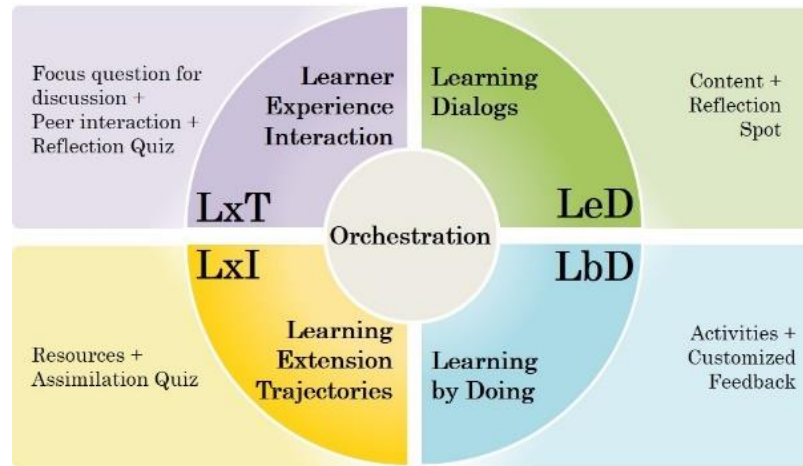 Focus question for
discussion +
Peer interaction +
Reflection Quiz
Learner
Experience
Interaction
LxT
Learning
Dialogs
LeD
Content +
Reflection
Spot
Orchestration
Resources +
Assimilation Quiz
LxI
Learning
Extension
Trajectories
LbD
Learning
by Doing
Activities +
Customized
Feedback